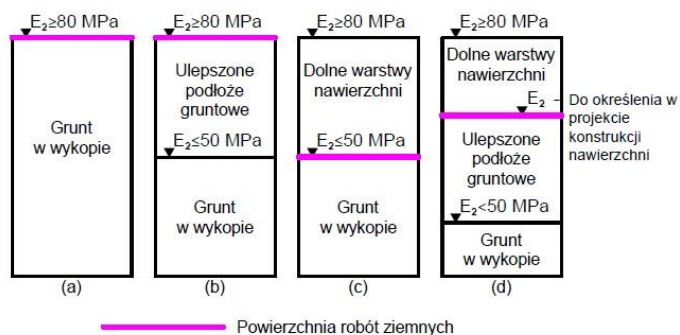 E₂≥80 MPa
Grunt
w wykopie
(a)
E₂≥80 MPa
Ulepszone
podłoże
gruntowe
E₂≤50 MPa
Grunt
w wykopie
(b)
E₂≥80 MPa
Dolne warstwy
nawierzchni
E₂≤50 MPa
Grunt
w wykopie
(c)
E₂≥80 MPa
Dolne warstwy
nawierzchni
E₂ - Do określenia w
projekcie
konstrukcji
nawierzchni
Ulepszone
podłoże
gruntowe
E₂<50 MPa
Grunt
w wykopie
(d)
Powierzchnia robót ziemnych